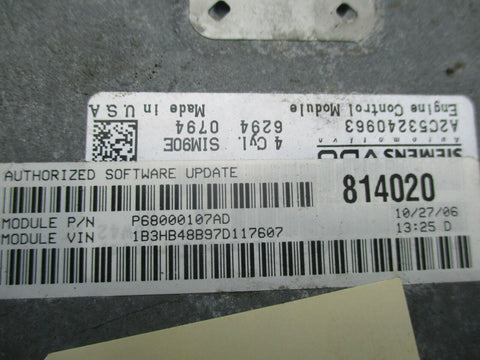 SIEMENS VDO
Automotive
A2C53240963
Engine Control Module
4 Cyl. SIM90E
6294 0794
Made in U S A
AUTHORIZED SOFTWARE UPDATE
814020
MODULE P/N P68000107AD
10/27/06
MODULE VIN 1B3HB48B97D117607
13:25 D